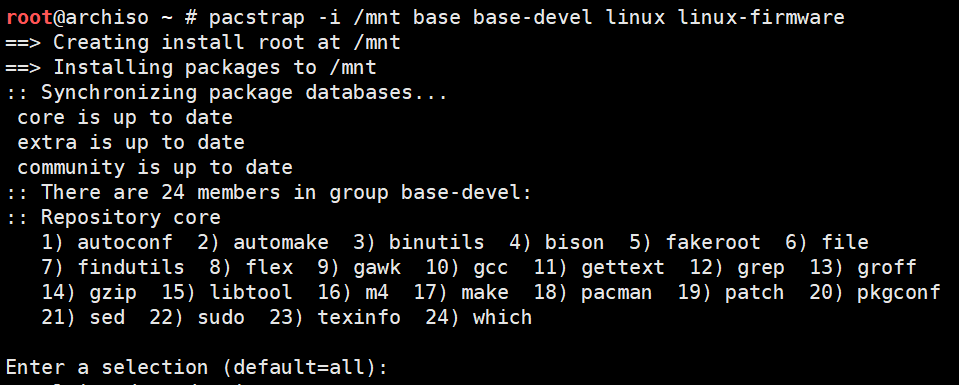 root@archiso ~ # pacstrap -i /mnt base base-devel linux linux-firmware
==> Creating install root at /mnt
==> Installing packages to /mnt
:: Synchronizing package databases...
 core is up to date
 extra is up to date
 community is up to date
:: There are 24 members in group base-devel:
:: Repository core
   1) autoconf  2) automake  3) binutils  4) bison  5) fakeroot  6) file
   7) findutils  8) flex  9) gawk  10) gcc  11) gettext  12) grep  13) groff
   14) gzip  15) libtool  16) m4  17) make  18) pacman  19) patch  20) pkgconf
   21) sed  22) sudo  23) texinfo  24) which
Enter a selection (default=all):